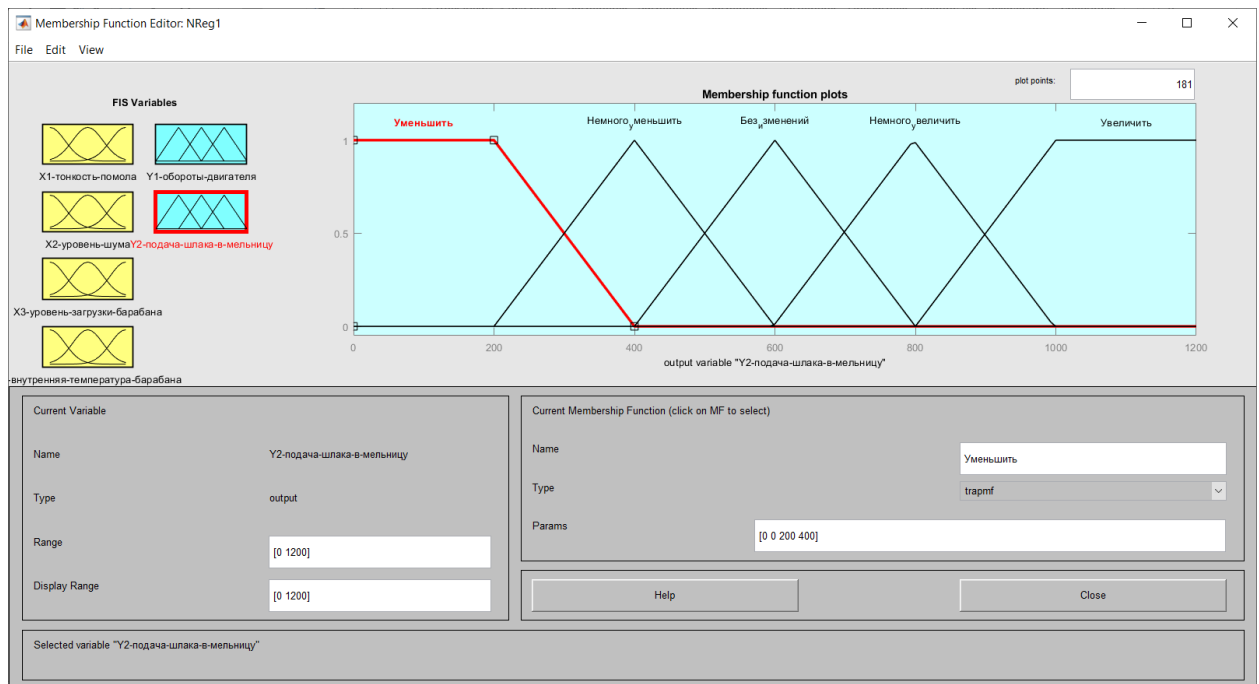 Membership Function Editor: NReg1
File Edit View
FIS Variables
X1-тонкость-помола Y1-обороты-двигателя
X2-уровень-шума Y2-подача-шлака-в-мельницу
X3-уровень-загрузки-барабана
-внутренняя-температура-барабана
plot points: 181
Membership function plots
Уменьшить Немного_уменьшить Без_изменений Немного_увеличить Увеличить
1
0.5
0
0 200 400 600 800 1000 1200
output variable "Y2-подача-шлака-в-мельницу"
Current Variable
Name Y2-подача-шлака-в-мельницу
Type output
Range [0 1200]
Display Range [0 1200]
Current Membership Function (click on MF to select)
Name Уменьшить
Type trapmf
Params [0 0 200 400]
Help Close
Selected variable "Y2-подача-шлака-в-мельницу"